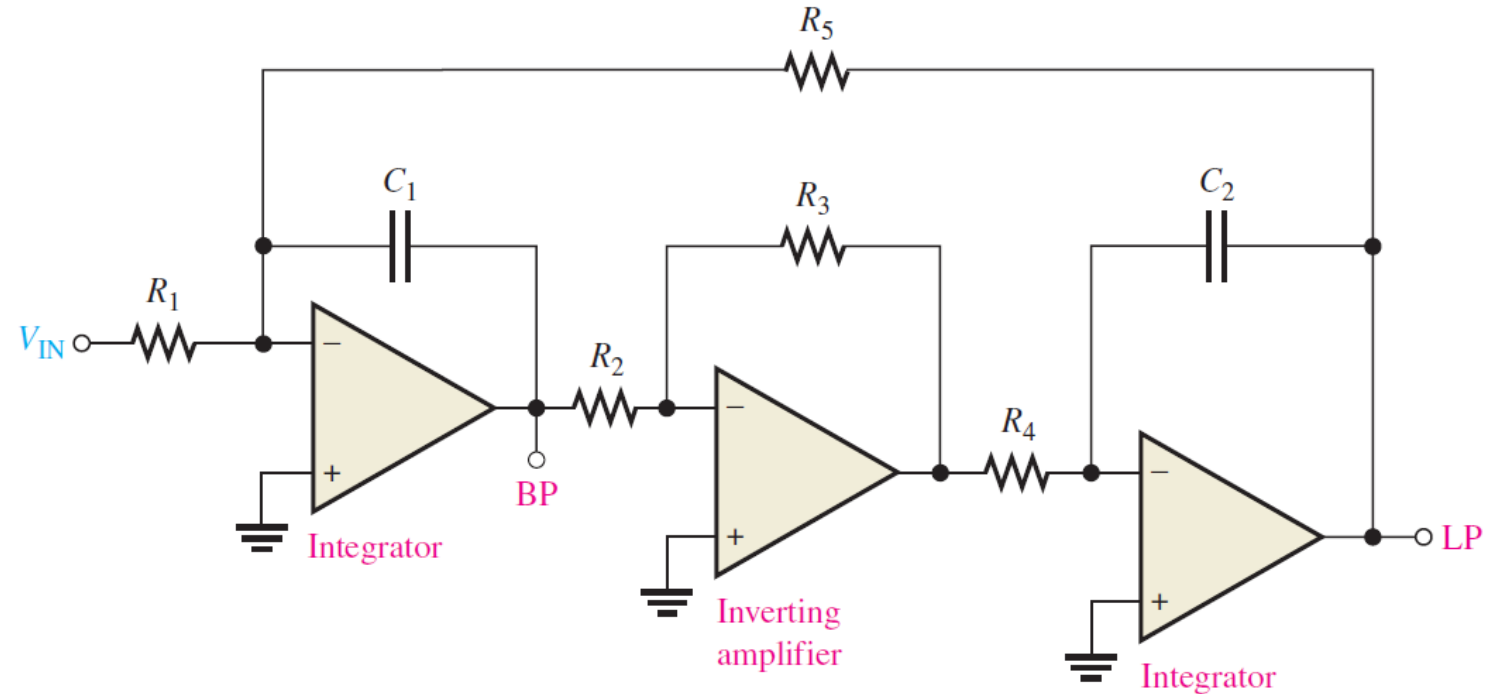 R5
C1
R3
C2
R1
VIN
−
R2
−
R4
−
+
BP
Integrator
+
LP
Inverting
amplifier
+
Integrator